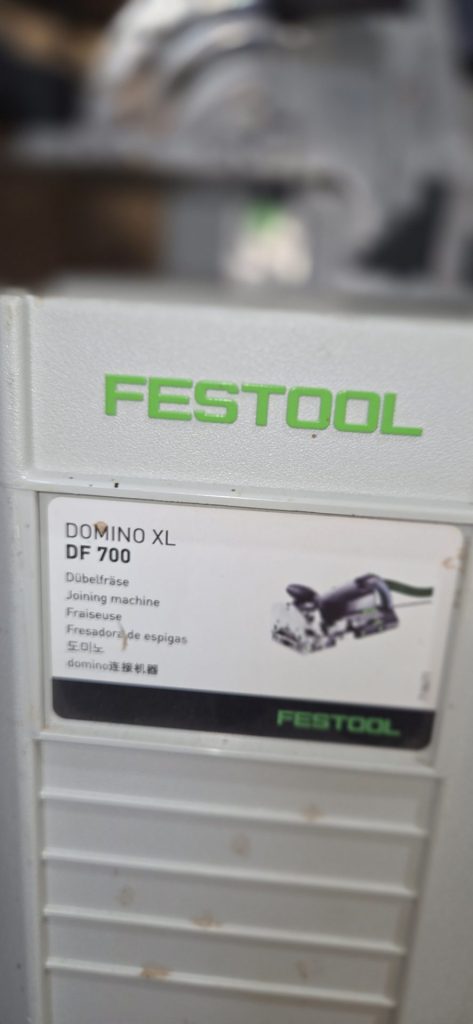 FESTOOL
DOMINO XL
DF 700
Dübelfräse
Joining machine
Fraiseuse
Fresadora de espigas
도미노
domino连接机器
FESTOOL